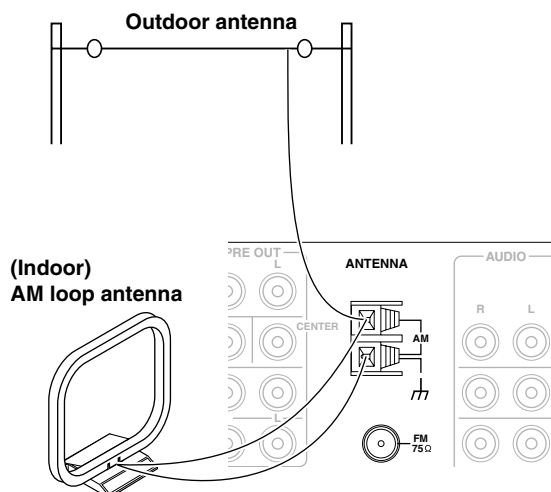 Outdoor antenna
(Indoor)
AM loop antenna
PRE OUT
L
CENTER
L
ANTENNA
AM
FM
75Ω
AUDIO
R L